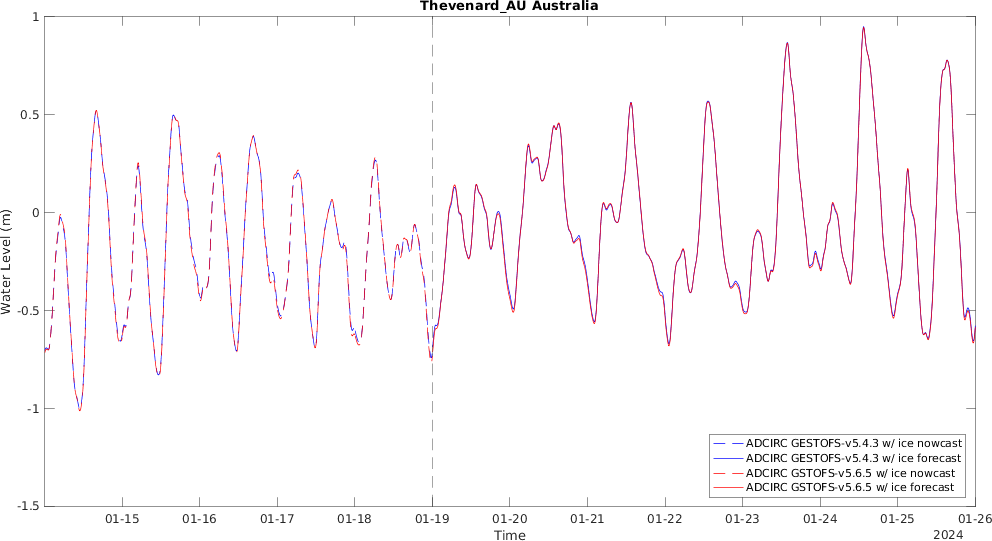 Thevenard_AU Australia
Water Level (m)
1
0.5
0
-0.5
-1
-1.5
ADCIRC GESTOFS-v5.4.3 w/ ice nowcast
ADCIRC GESTOFS-v5.4.3 w/ ice forecast
ADCIRC GSTOFS-v5.6.5 w/ ice nowcast
ADCIRC GSTOFS-v5.6.5 w/ ice forecast
01-15 01-16 01-17 01-18 01-19 01-20 01-21 01-22 01-23 01-24 01-25 01-26
Time
2024